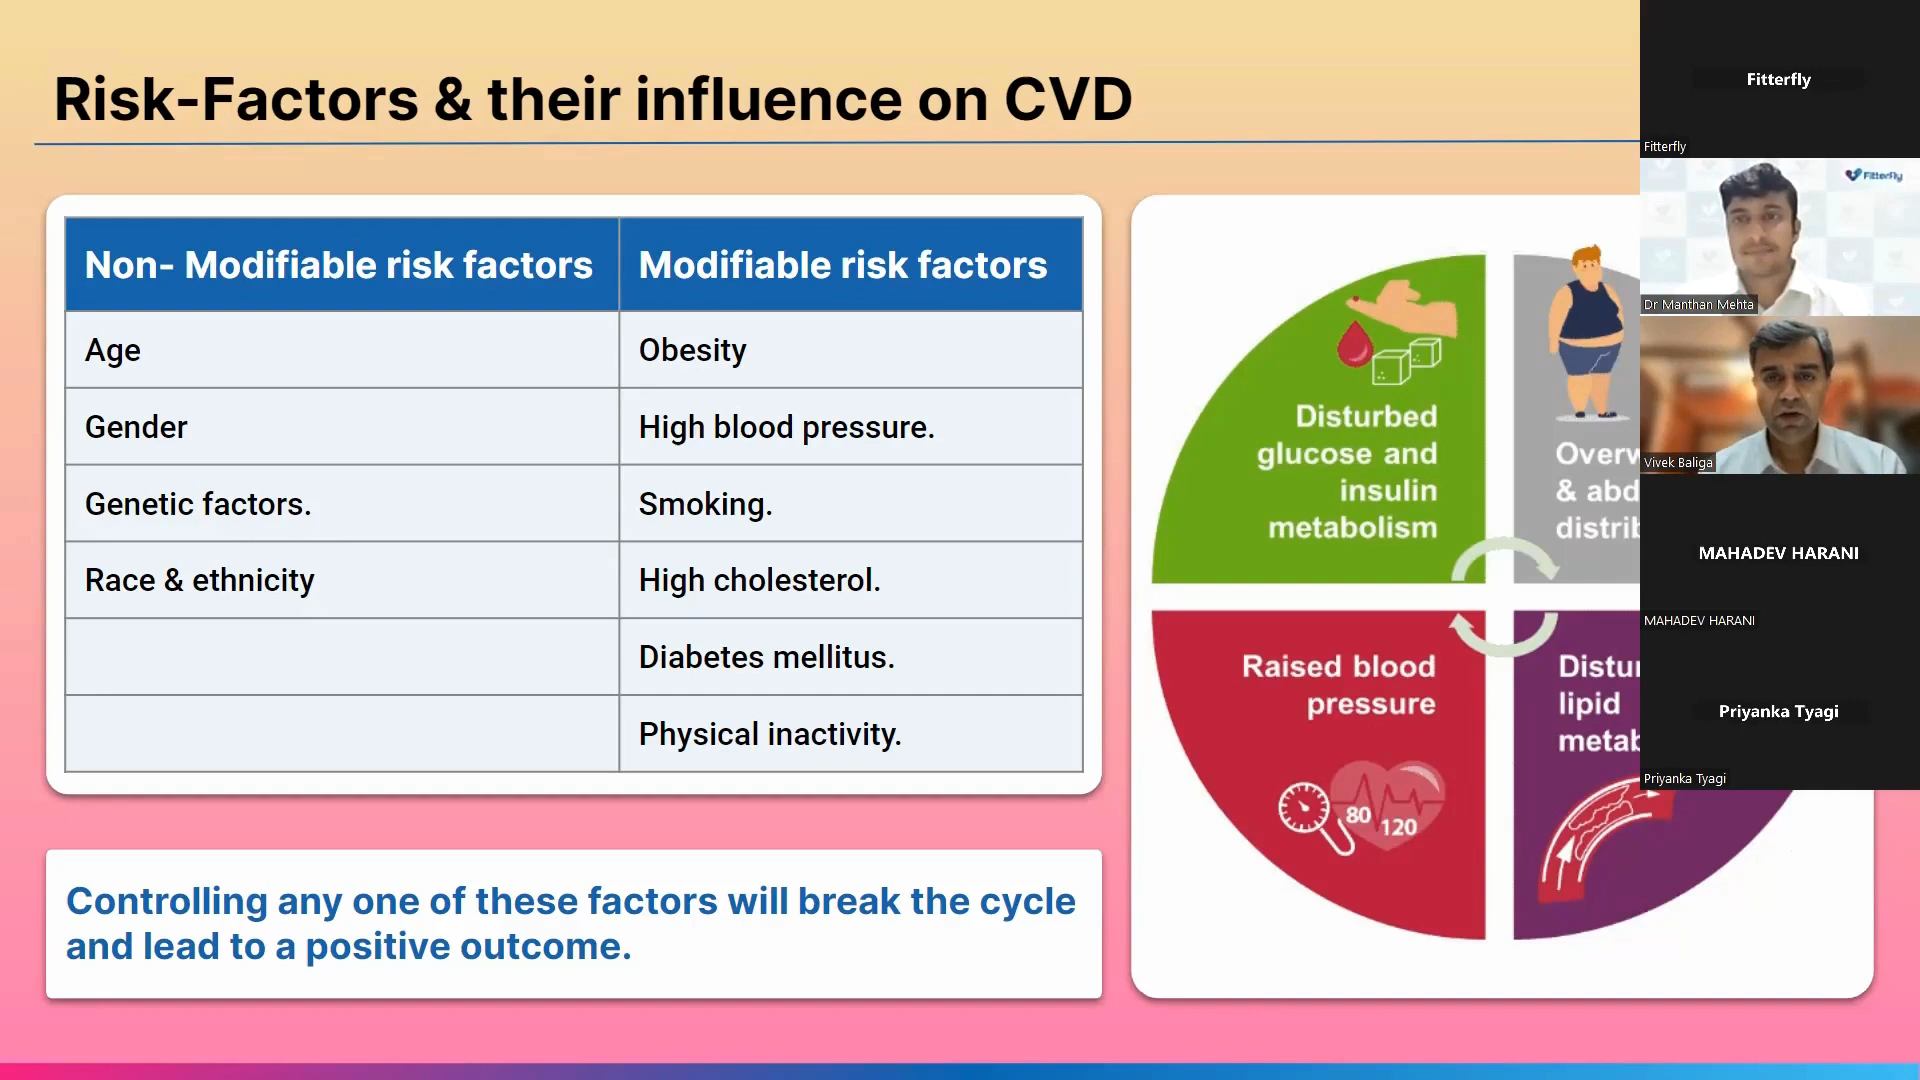 Risk-Factors & their influence on CVD
Non- Modifiable risk factors
Modifiable risk factors
Age
Obesity
Gender
High blood pressure.
Genetic factors.
Smoking.
Race & ethnicity
High cholesterol.
Diabetes mellitus.
Physical inactivity.
Controlling any one of these factors will break the cycle
and lead to a positive outcome.
Disturbed
glucose and
insulin
metabolism
& 
Raised blood
pressure
80
120
lipid
Fitterfly
Fitterfly
Fitterfly
Dr Manthan Mehta
Vivek Baliga
MAHADEV HARANI
MAHADEV HARANI
Priyanka Tyagi
Priyanka Tyagi